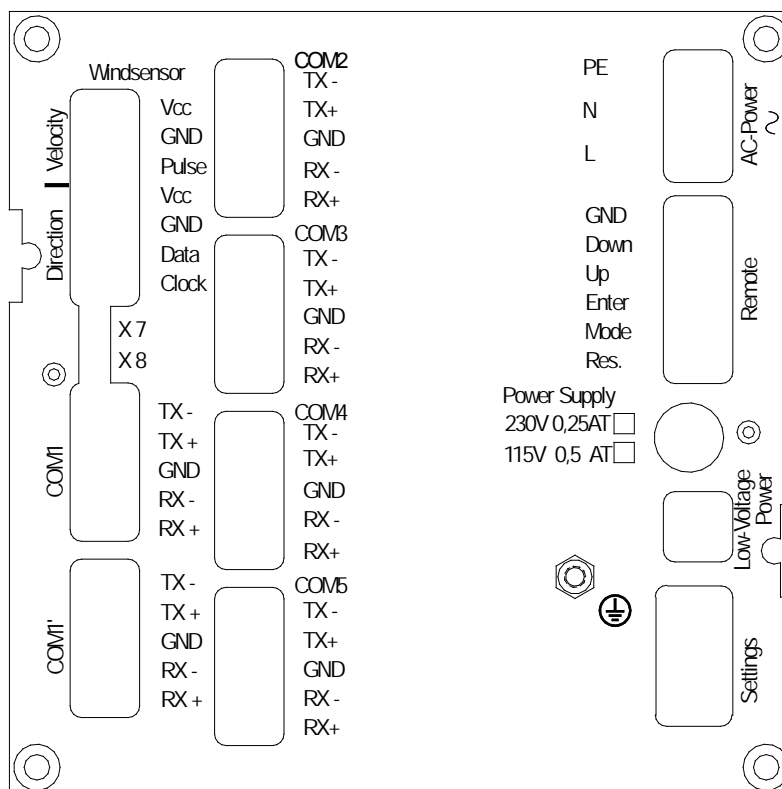 Windsensor
Velocity
Direction
Vcc
GND
Pulse
Vcc
GND
Data
Clock
X7
X8
COM1
TX -
TX +
GND
RX -
RX +
COM1'
TX -
TX +
GND
RX -
RX +
COM2
TX -
TX+
GND
RX -
RX+
COM3
TX -
TX+
GND
RX -
RX+
COM4
TX -
TX+
GND
RX -
RX+
COM5
TX -
TX+
GND
RX -
RX+
PE
N
L
AC-Power
GND
Down
Up
Enter
Mode
Res.
Remote
Power Supply
230V 0,25AT
115V 0,5 AT
Low-Voltage
Power
Settings